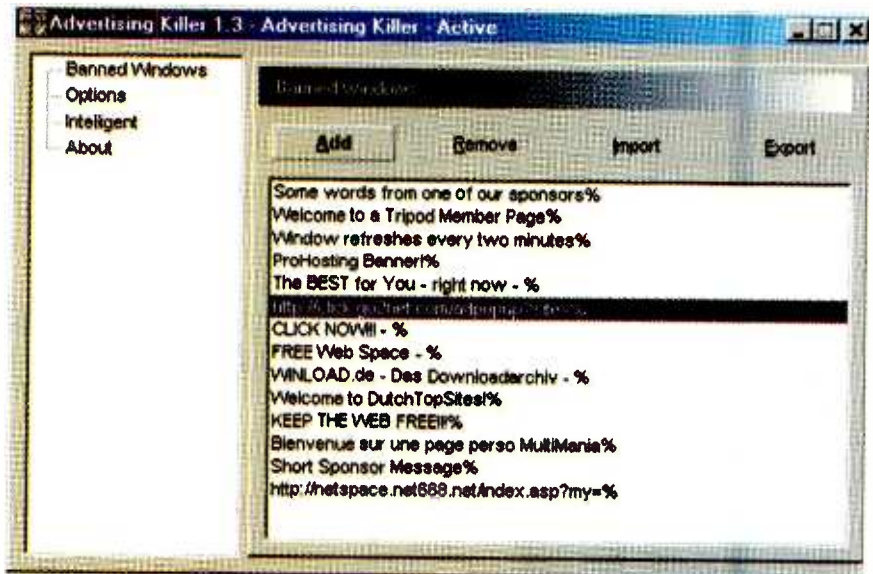 Advertising Killer 1.3 - Advertising Killer - Active
Banned Windows
Options
Inteligent
About
Banned windows
Add Remove Import Export
Some words from one of our sponsors%
Welcome to a Tripod Member Page%
Window refreshes every two minutes%
ProHosting Banner!%
The BEST for You - right now - %
CLICK NOW!!! - %
FREE Web Space - %
WINLOAD.de - Das Downloadarchiv - %
Welcome to DutchTopSites!%
KEEP THE WEB FREE!!!%
Bienvenue sur une page perso MultiMania%
Short Sponsor Message%
http://netspace.net668.net/index.asp?my=%